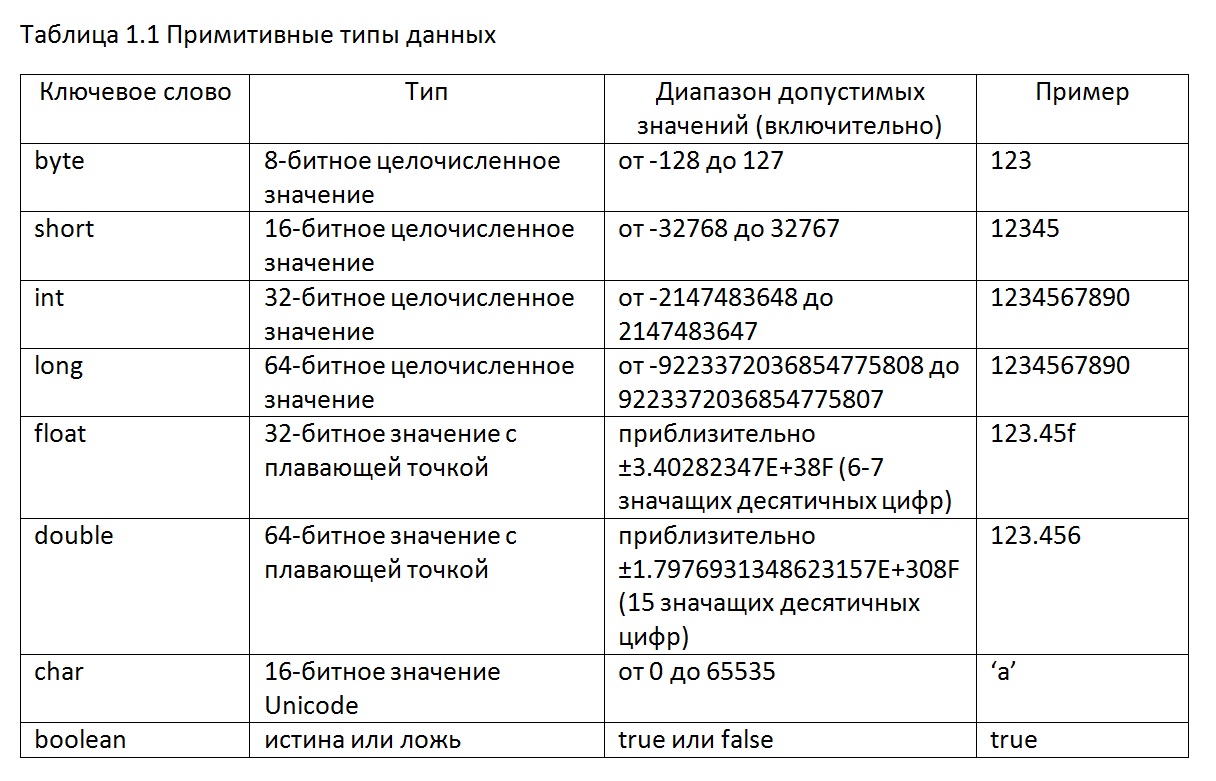 Таблица 1.1 Примитивные типы данных
Ключевое слово
Тип
Диапазон допустимых
значений (включительно)
Пример
byte
8-битное целочисленное
значение
от -128 до 127
123
short
16-битное целочисленное
значение
от -32768 до 32767
12345
int
32-битное целочисленное
значение
от -2147483648 до
2147483647
1234567890
long
64-битное целочисленное
значение
от -9223372036854775808 до
9223372036854775807
1234567890
float
32-битное значение с
плавающей точкой
приблизительно
±3.40282347E+38F (6-7
значащих десятичных цифр)
123.45f
double
64-битное значение с
плавающей точкой
приблизительно
±1.7976931348623157E+308F
(15 значащих десятичных
цифр)
123.456
char
16-битное значение
Unicode
от 0 до 65535
‘a’
boolean
истина или ложь
true или false
true